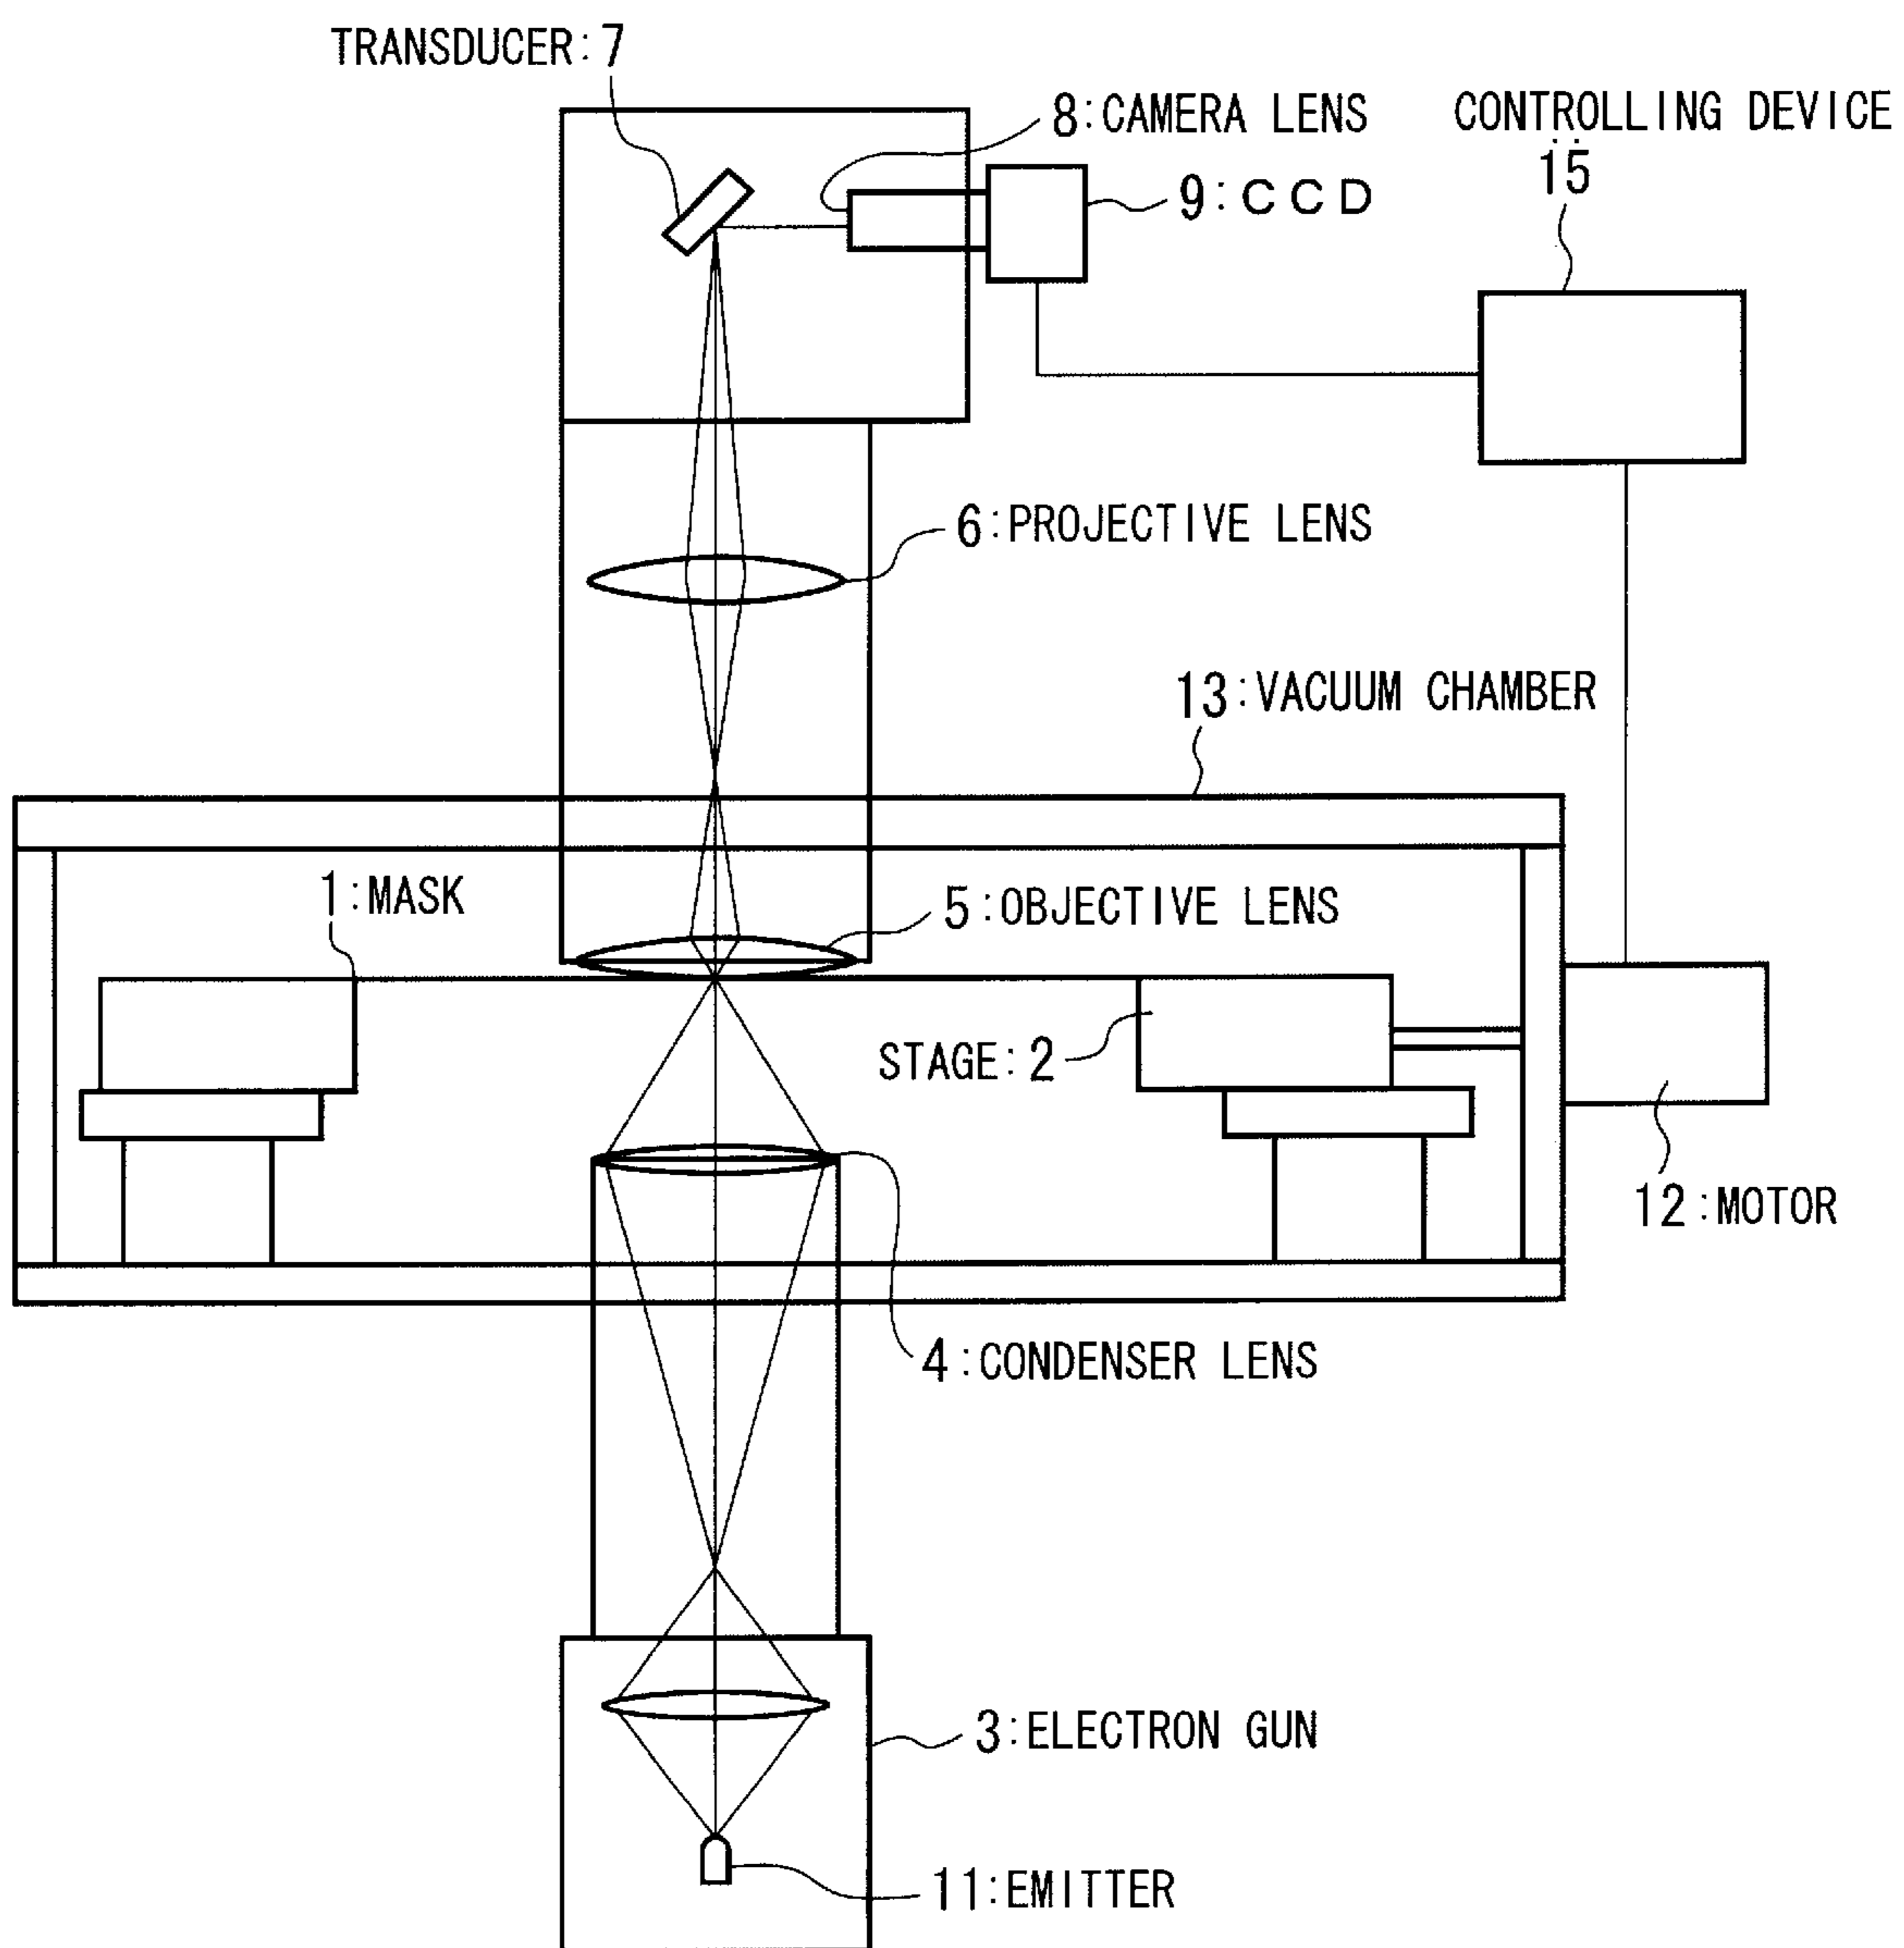 TRANSDUCER:7
8:CAMERA LENS
CONTROLLING DEVICE
15
9:CCD
6:PROJECTIVE LENS
13:VACUUM CHAMBER
1:MASK
5:OBJECTIVE LENS
STAGE:2
12:MOTOR
4:CONDENSER LENS
3:ELECTRON GUN
11:EMITTER